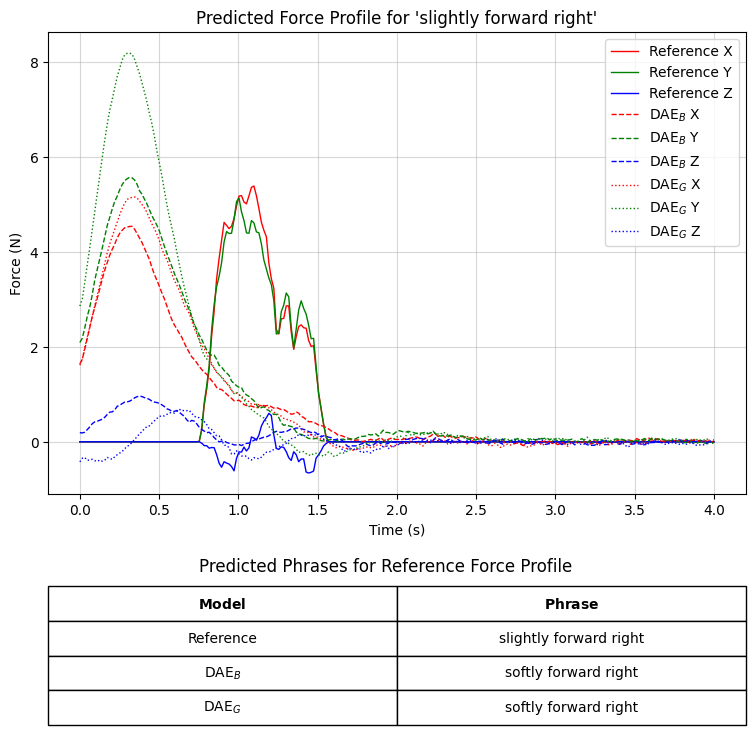 Predicted Force Profile for 'slightly forward right'
Reference X
Reference Y
Reference Z
DAE_B X
DAE_B Y
DAE_B Z
DAE_G X
DAE_G Y
DAE_G Z
Force (N)
8
6
4
2
0
0.0 0.5 1.0 1.5 2.0 2.5 3.0 3.5 4.0
Time (s)
Predicted Phrases for Reference Force Profile
Model Phrase
Reference slightly forward right
DAE_B softly forward right
DAE_G softly forward right